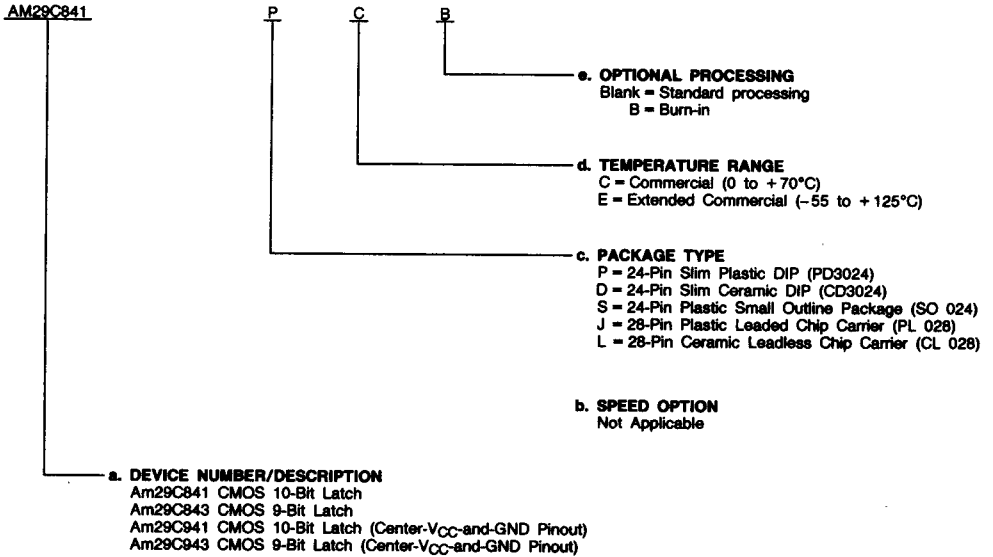 AM29C841 P C B
e. OPTIONAL PROCESSING
Blank = Standard processing
B = Burn-in
d. TEMPERATURE RANGE
C = Commercial (0 to +70°C)
E = Extended Commercial (–55 to +125°C)
c. PACKAGE TYPE
P = 24-Pin Slim Plastic DIP (PD3024)
D = 24-Pin Slim Ceramic DIP (CD3024)
S = 24-Pin Plastic Small Outline Package (SO 024)
J = 28-Pin Plastic Leaded Chip Carrier (PL 028)
L = 28-Pin Ceramic Leadless Chip Carrier (CL 028)
b. SPEED OPTION
Not Applicable
a. DEVICE NUMBER/DESCRIPTION
Am29C841 CMOS 10-Bit Latch
Am29C843 CMOS 9-Bit Latch
Am29C941 CMOS 10-Bit Latch (Center-VCC-and-GND Pinout)
Am29C943 CMOS 9-Bit Latch (Center-VCC-and-GND Pinout)